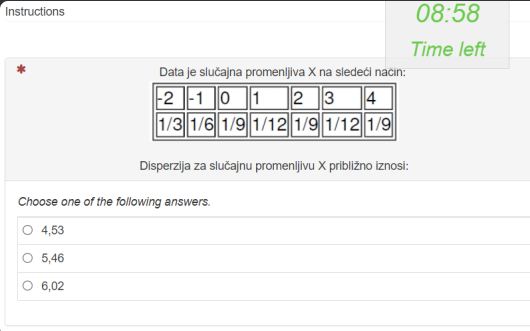 Instructions
08:58
Time left
*
Data je slučajna promenljiva X na sledeći način:
-2 -1 0 1 2 3 4
1/3 1/6 1/9 1/12 1/9 1/12 1/9
Disperzija za slučajnu promenljivu X približno iznosi:
Choose one of the following answers.
4,53
5,46
6,02